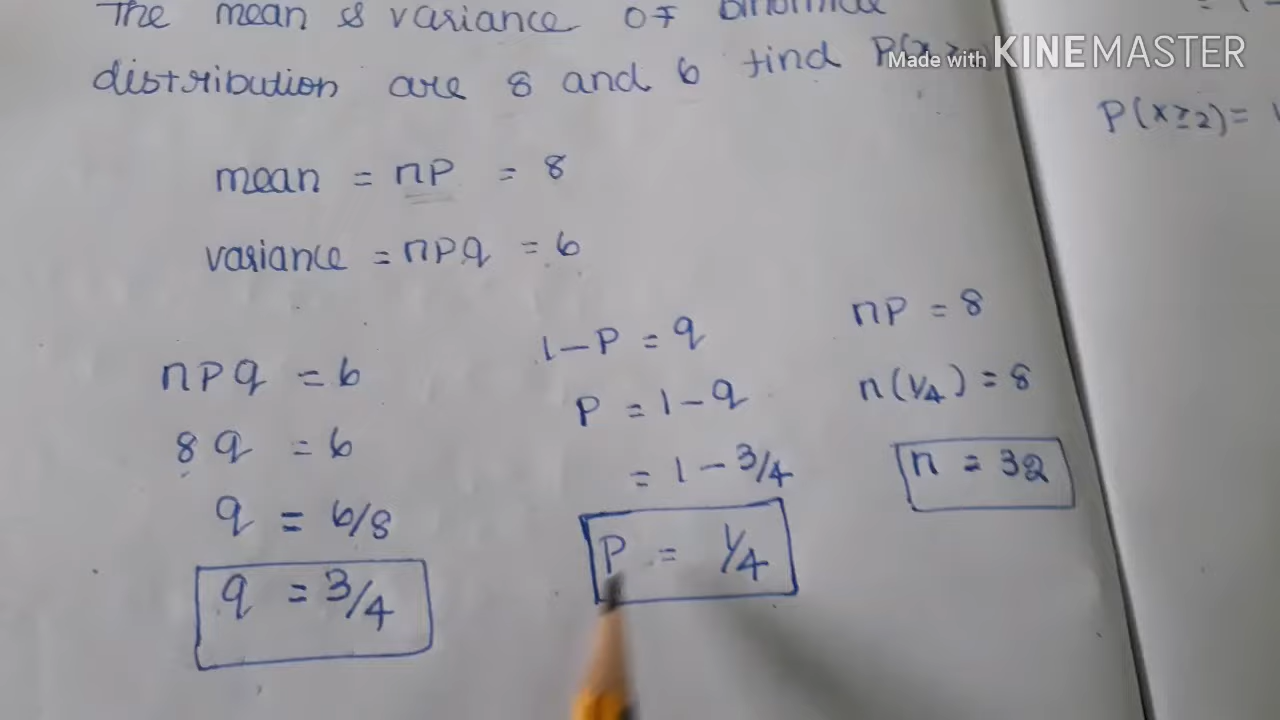 The mean & variance of binomial
distribution are 8 and 6 find P(x≥
Made with KINEMASTER
mean = np = 8
variance = npq = 6
npq = 6
8q = 6
q = 6/8
q = 3/4
1-P = q
P = 1-q
= 1-3/4
P = 1/4
np = 8
n(1/4) = 8
n = 32
P(x≥2) =